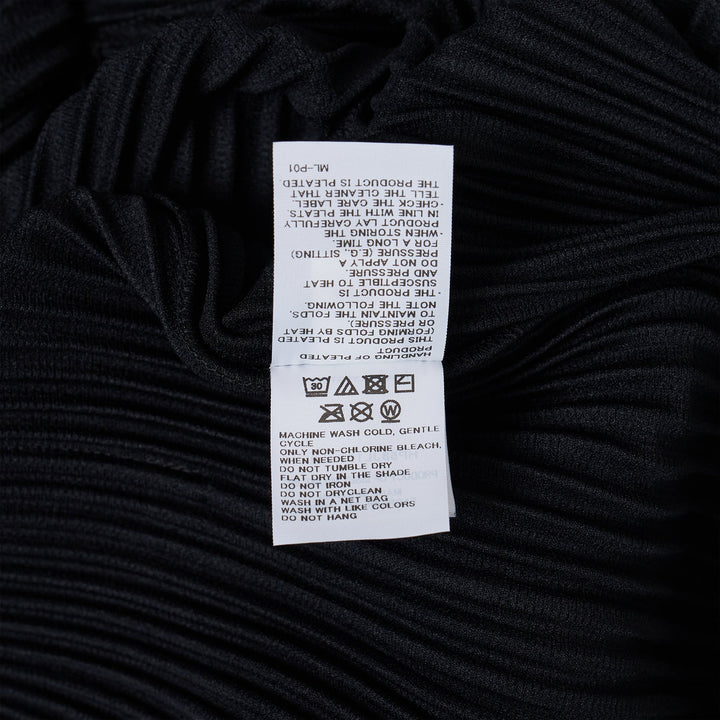 HANDLING OF PLEATED
PRODUCT
THIS PRODUCT IS PLEATED
(FORMING FOLDS BY HEAT
OR PRESSURE)
TO MAINTAIN THE FOLDS,
NOTE THE FOLLOWING.
・THE PRODUCT IS
SUSCEPTIBLE TO HEAT
AND PRESSURE.
DO NOT APPLY A
PRESSURE (E.G., SITTING)
FOR A LONG TIME.
・WHEN STORING THE
PRODUCT LAY CAREFULLY
IN LINE WITH THE PLEATS.
・CHECK THE CARE LABEL.
TELL THE CLEANER THAT
THE PRODUCT IS PLEATED
ML-P01
30
W
MACHINE WASH COLD, GENTLE
CYCLE
ONLY NON-CHLORINE BLEACH,
WHEN NEEDED
DO NOT TUMBLE DRY
FLAT DRY IN THE SHADE
DO NOT IRON
DO NOT DRYCLEAN
WASH IN A NET BAG
WASH WITH LIKE COLORS
DO NOT HANG